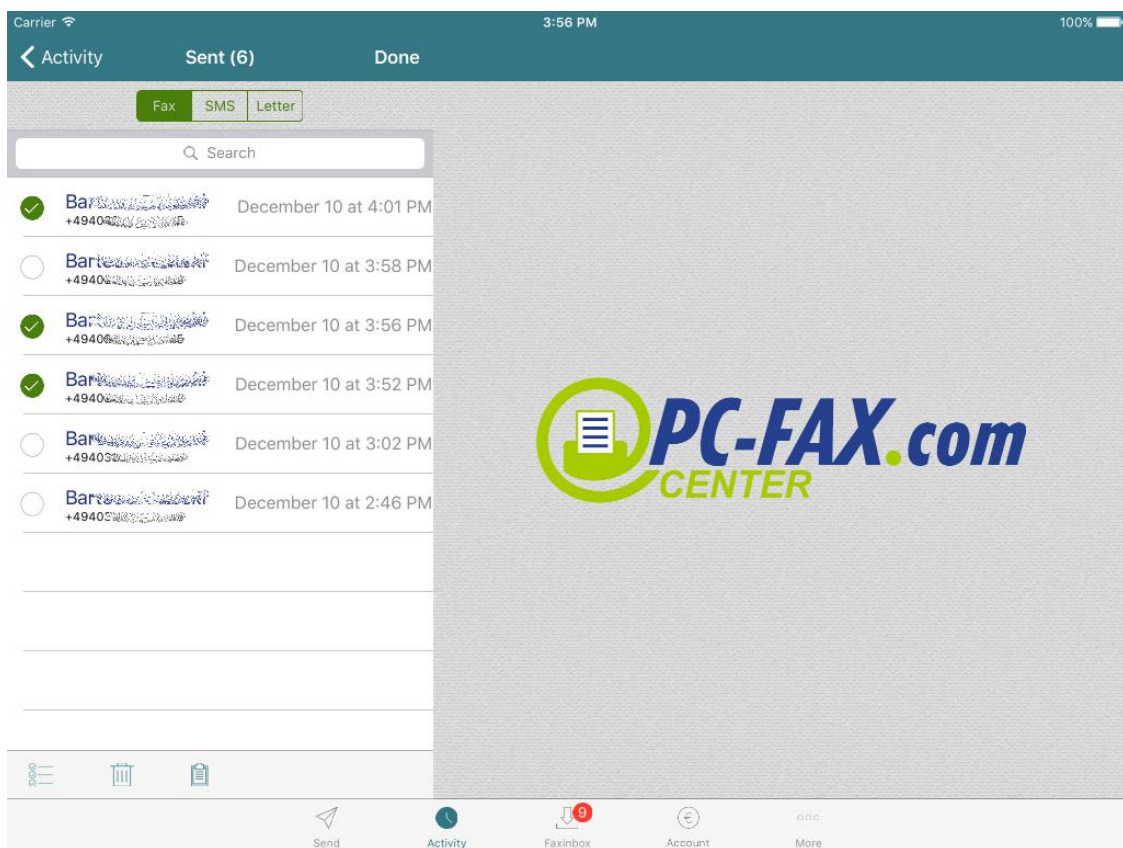 Carrier 3:56 PM 100%
Activity Sent (6) Done
Fax SMS Letter
Search
December 10 at 4:01 PM
December 10 at 3:58 PM
December 10 at 3:56 PM
December 10 at 3:52 PM
December 10 at 3:02 PM
December 10 at 2:46 PM
PC-FAX.com
CENTER
9
Send Activity Faxinbox Account More